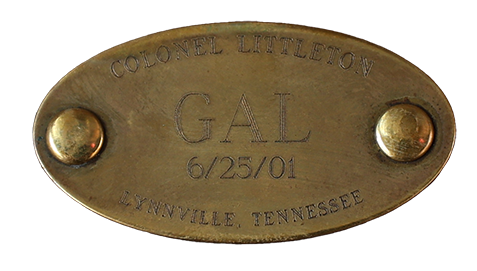 COLONEL LITTLETON
GAL
6/25/01
LYNNVILLE, TENNESSEE